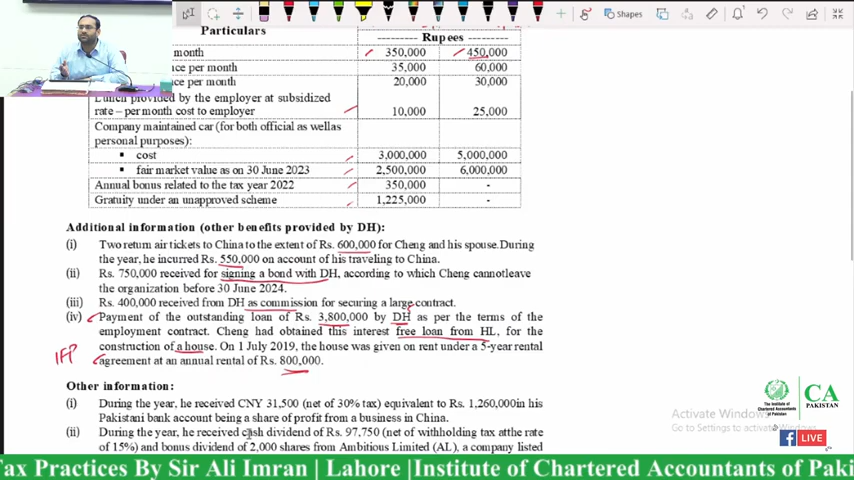 Shapes
Particulars
---------- Rupees ----------
month 350,000 450,000
nce per month 35,000 60,000
nce per month 20,000 30,000
Lunch provided by the employer at subsidized
rate – per month cost to employer 10,000 25,000
Company maintained car (for both official as wellas
personal purposes):
▪ cost 3,000,000 5,000,000
▪ fair market value as on 30 June 2023 2,500,000 6,000,000
Annual bonus related to the tax year 2022 350,000 -
Gratuity under an unapproved scheme 1,225,000 -
Additional information (other benefits provided by DH):
(i) Two return air tickets to China to the extent of Rs. 600,000 for Cheng and his spouse. During
the year, he incurred Rs. 550,000 on account of his traveling to China.
(ii) Rs. 750,000 received for signing a bond with DH, according to which Cheng cannotleave
the organization before 30 June 2024.
(iii) Rs. 400,000 received from DH as commission for securing a large contract.
(iv) Payment of the outstanding loan of Rs. 3,800,000 by DH as per the terms of the
employment contract. Cheng had obtained this interest free loan from HL, for the
construction of a house. On 1 July 2019, the house was given on rent under a 5-year rental
IFP agreement at an annual rental of Rs. 800,000.
Other information:
(i) During the year, he received CNY 31,500 (net of 30% tax) equivalent to Rs. 1,260,000in his
Pakistani bank account being a share of profit from a business in China.
(ii) During the year, he received cash dividend of Rs. 97,750 (net of withholding tax atthe rate
of 15%) and bonus dividend of 2,000 shares from Ambitious Limited (AL), a company listed
The Institute of Chartered Accountants of Pakistan
CA
PAKISTAN
Activate Windows
Go to Settings to activate Windows
LIVE
Tax Practices By Sir Ali Imran | Lahore |Institute of Chartered Accountants of Paki